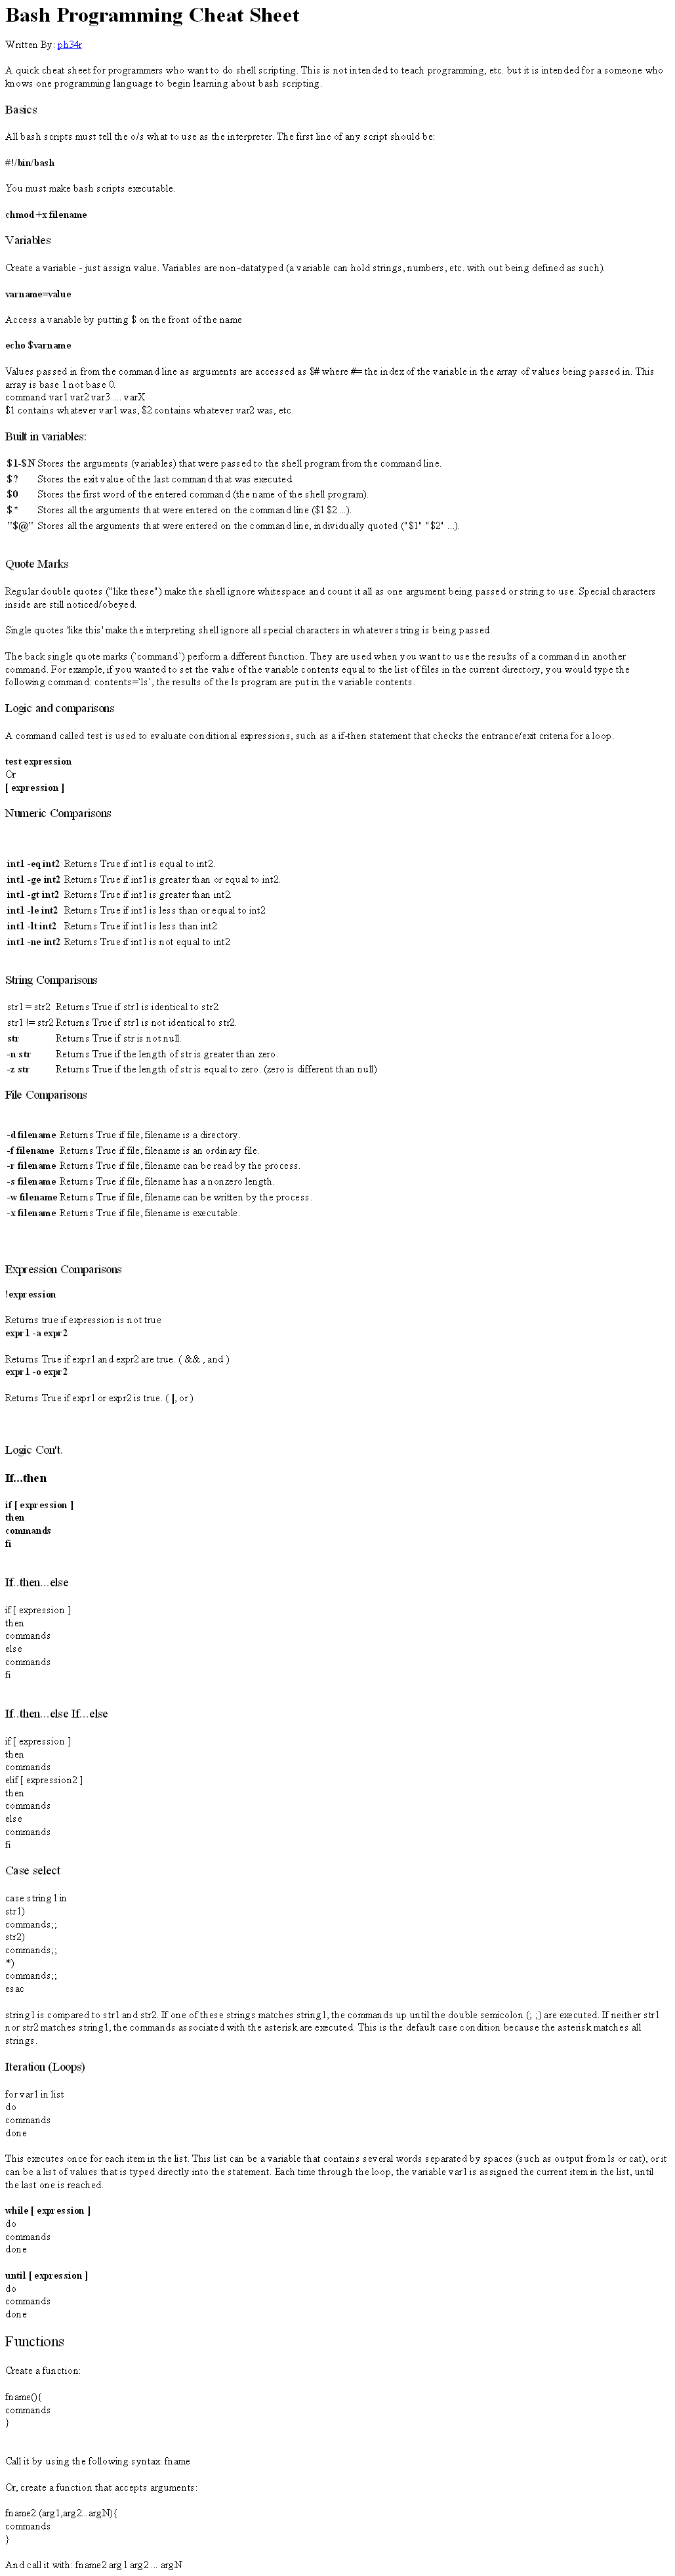 Bash Programming Cheat Sheet
Written By: ph34r
A quick cheat sheet for programmers who want to do shell scripting. This is not intended to teach programming, etc. but it is intended for a someone who
knows one programming language to begin learning about bash scripting.
Basics
All bash scripts must tell the o/s what to use as the interpreter. The first line of any script should be:
#!/bin/bash
You must make bash scripts executable.
chmod +x filename
Variables
Create a variable - just assign value. Variables are non-datatyped (a variable can hold strings, numbers, etc. with out being defined as such).
varname=value
Access a variable by putting $ on the front of the name
echo $varname
Values passed in from the command line as arguments are accessed as $# where #= the index of the variable in the array of values being passed in. This
array is base 1 not base 0.
command var1 var2 var3 .... varX
$1 contains whatever var1 was, $2 contains whatever var2 was, etc.
Built in variables:
$1-$N Stores the arguments (variables) that were passed to the shell program from the command line.
$? Stores the exit value of the last command that was executed.
$0 Stores the first word of the entered command (the name of the shell program).
$* Stores all the arguments that were entered on the command line ($1 $2 ...).
"$@" Stores all the arguments that were entered on the command line, individually quoted ("$1" "$2" ...).
Quote Marks
Regular double quotes ("like these") make the shell ignore whitespace and count it all as one argument being passed or string to use. Special characters
inside are still noticed/obeyed.
Single quotes 'like this' make the interpreting shell ignore all special characters in whatever string is being passed.
The back single quote marks (`command`) perform a different function. They are used when you want to use the results of a command in another
command. For example, if you wanted to set the value of the variable contents equal to the list of files in the current directory, you would type the
following command: contents=`ls`, the results of the ls program are put in the variable contents.
Logic and comparisons
A command called test is used to evaluate conditional expressions, such as a if-then statement that checks the entrance/exit criteria for a loop.
test expression
Or
[ expression ]
Numeric Comparisons
int1 -eq int2 Returns True if int1 is equal to int2.
int1 -ge int2 Returns True if int1 is greater than or equal to int2.
int1 -gt int2 Returns True if int1 is greater than int2.
int1 -le int2 Returns True if int1 is less than or equal to int2
int1 -lt int2 Returns True if int1 is less than int2
int1 -ne int2 Returns True if int1 is not equal to int2
String Comparisons
str1 = str2 Returns True if str1 is identical to str2.
str1 != str2 Returns True if str1 is not identical to str2.
str Returns True if str is not null.
-n str Returns True if the length of str is greater than zero.
-z str Returns True if the length of str is equal to zero. (zero is different than null)
File Comparisons
-d filename Returns True if file, filename is a directory.
-f filename Returns True if file, filename is an ordinary file.
-r filename Returns True if file, filename can be read by the process.
-s filename Returns True if file, filename has a nonzero length.
-w filename Returns True if file, filename can be written by the process.
-x filename Returns True if file, filename is executable.
Expression Comparisons
!expression
Returns true if expression is not true
expr1 -a expr2
Returns True if expr1 and expr2 are true. ( && , and )
expr1 -o expr2
Returns True if expr1 or expr2 is true. ( ||, or )
Logic Con't.
If...then
if [ expression ]
then
commands
fi
If..then...else
if [ expression ]
then
commands
else
commands
fi
If..then...else If...else
if [ expression ]
then
commands
elif [ expression2 ]
then
commands
else
commands
fi
Case select
case string1 in
str1)
commands;;
str2)
commands;;
*)
commands;;
esac
string1 is compared to str1 and str2. If one of these strings matches string1, the commands up until the double semicolon (; ;) are executed. If neither str1
nor str2 matches string1, the commands associated with the asterisk are executed. This is the default case condition because the asterisk matches all
strings.
Iteration (Loops)
for var1 in list
do
commands
done
This executes once for each item in the list. This list can be a variable that contains several words separated by spaces (such as output from ls or cat), or it
can be a list of values that is typed directly into the statement. Each time through the loop, the variable var1 is assigned the current item in the list, until
the last one is reached.
while [ expression ]
do
commands
done
until [ expression ]
do
commands
done
Functions
Create a function:
fname(){
commands
}
Call it by using the following syntax: fname
Or, create a function that accepts arguments:
fname2 (arg1,arg2...argN){
commands
}
And call it with: fname2 arg1 arg2 ... argN